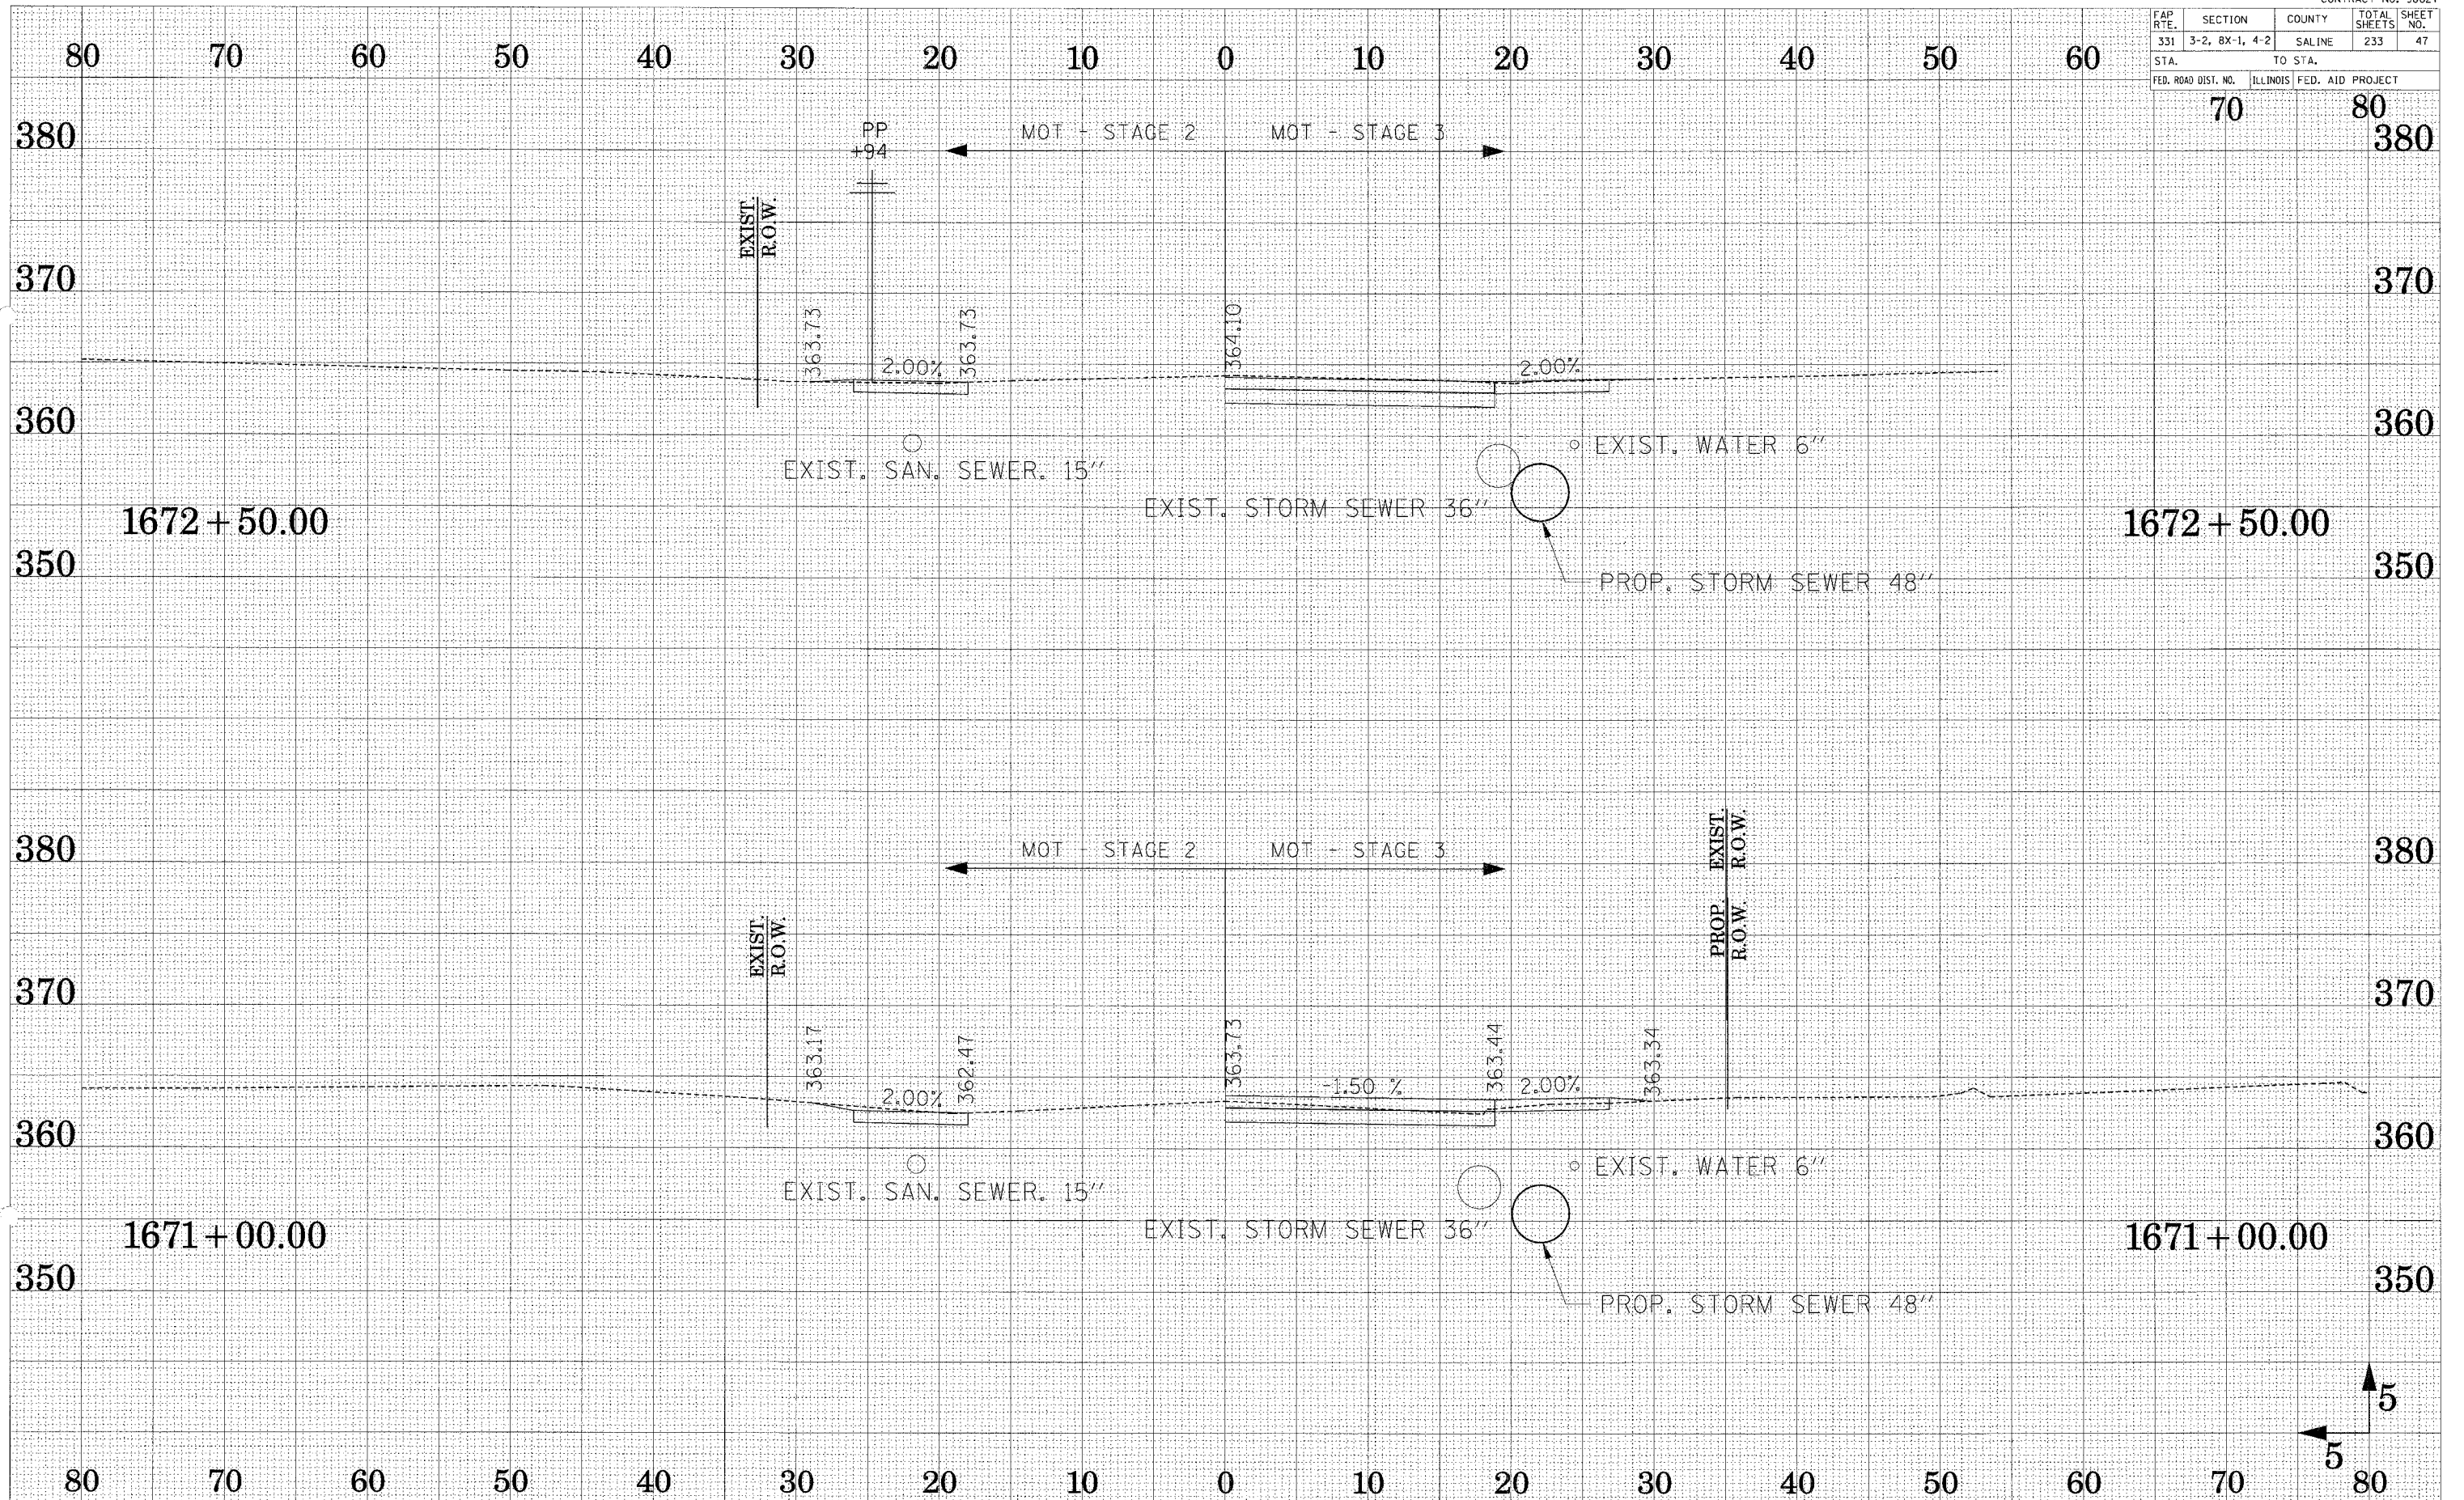 FAP RTE. SECTION COUNTY TOTAL SHEETS SHEET NO.
331 3-2, 8X-1, 4-2 SALINE 233 47
STA. TO STA.
FED. ROAD DIST. NO. ILLINOIS FED. AID PROJECT
80 70 60 50 40 30 20 10 0 10 20 30 40 50 60 70 80
380 380
PP
+94
MOT - STAGE 2 MOT - STAGE 3
EXIST.
R.O.W.
370 370
363.73 363.73 364.10
2.00% 2.00%
360 360
EXIST. WATER 6"
EXIST. SAN. SEWER. 15"
EXIST. STORM SEWER 36"
1672+50.00 1672+50.00
350 350
PROP. STORM SEWER 48"
380 380
MOT - STAGE 2 MOT - STAGE 3
EXIST.
R.O.W.
PROP.
R.O.W.
EXIST.
R.O.W.
370 370
363.17 362.47 363.73 363.44 363.34
2.00% -1.50 % 2.00%
360 360
EXIST. WATER 6"
EXIST. SAN. SEWER. 15"
EXIST. STORM SEWER 36"
1671+00.00 1671+00.00
350 350
PROP. STORM SEWER 48"
5
5
80 70 60 50 40 30 20 10 0 10 20 30 40 50 60 70 80